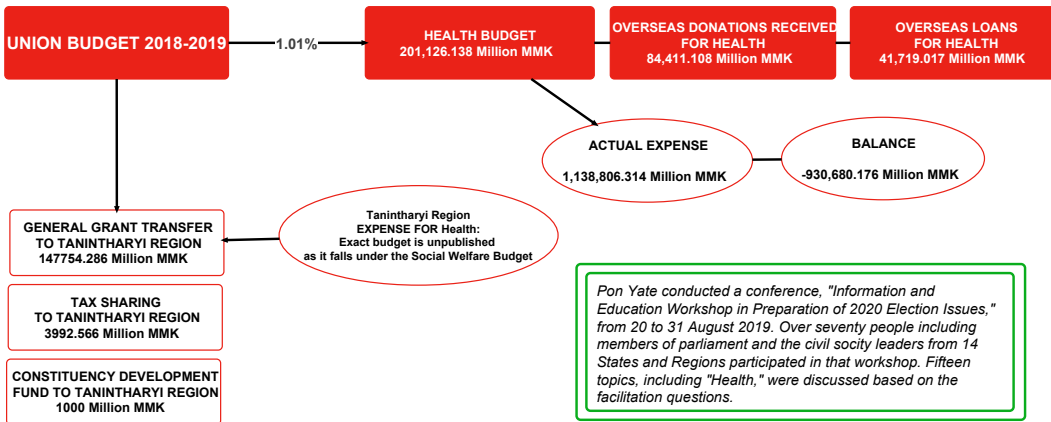 UNION BUDGET 2018-2019
1.01%
HEALTH BUDGET
201,126.138 Million MMK
OVERSEAS DONATIONS RECEIVED
FOR HEALTH
84,411.108 Million MMK
OVERSEAS LOANS
FOR HEALTH
41,719.017 Million MMK
ACTUAL EXPENSE
1,138,806.314 Million MMK
BALANCE
-930,680.176 Million MMK
GENERAL GRANT TRANSFER
TO TANINTHARYI REGION
147754.286 Million MMK
Tanintharyi Region
EXPENSE FOR Health:
Exact budget is unpublished
as it falls under the Social Welfare Budget
TAX SHARING
TO TANINTHARYI REGION
3992.566 Million MMK
CONSTITUENCY DEVELOPMENT
FUND TO TANINTHARYI REGION
1000 Million MMK
Pon Yate conducted a conference, "Information and
Education Workshop in Preparation of 2020 Election Issues,"
from 20 to 31 August 2019. Over seventy people including
members of parliament and the civil socity leaders from 14
States and Regions participated in that workshop. Fifteen
topics, including "Health," were discussed based on the
facilitation questions.